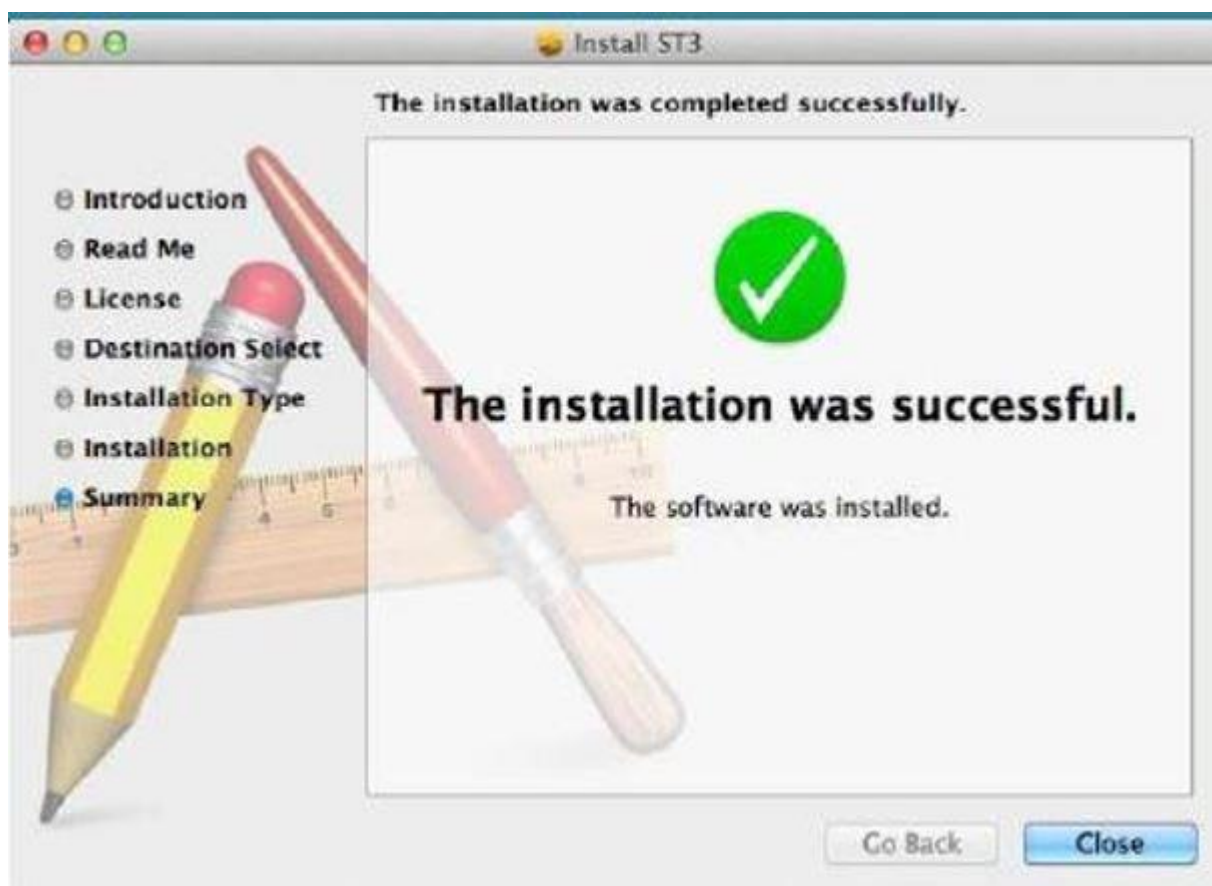 Install ST3
The installation was completed successfully.
Introduction
Read Me
License
Destination Select
Installation Type
Installation
Summary
The installation was successful.
The software was installed.
Go Back
Close